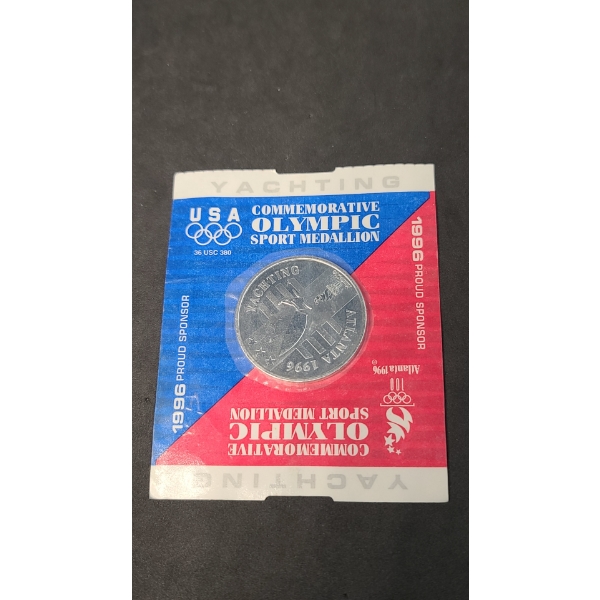 YACHTING
USA
36 USC 380
COMMEMORATIVE
OLYMPIC
SPORT MEDALLION
1996 PROUD SPONSOR
1996 PROUD SPONSOR
YACHTING
ATLANTA 1996
Atlanta 1996
100
COMMEMORATIVE
OLYMPIC
SPORT MEDALLION
YACHTING